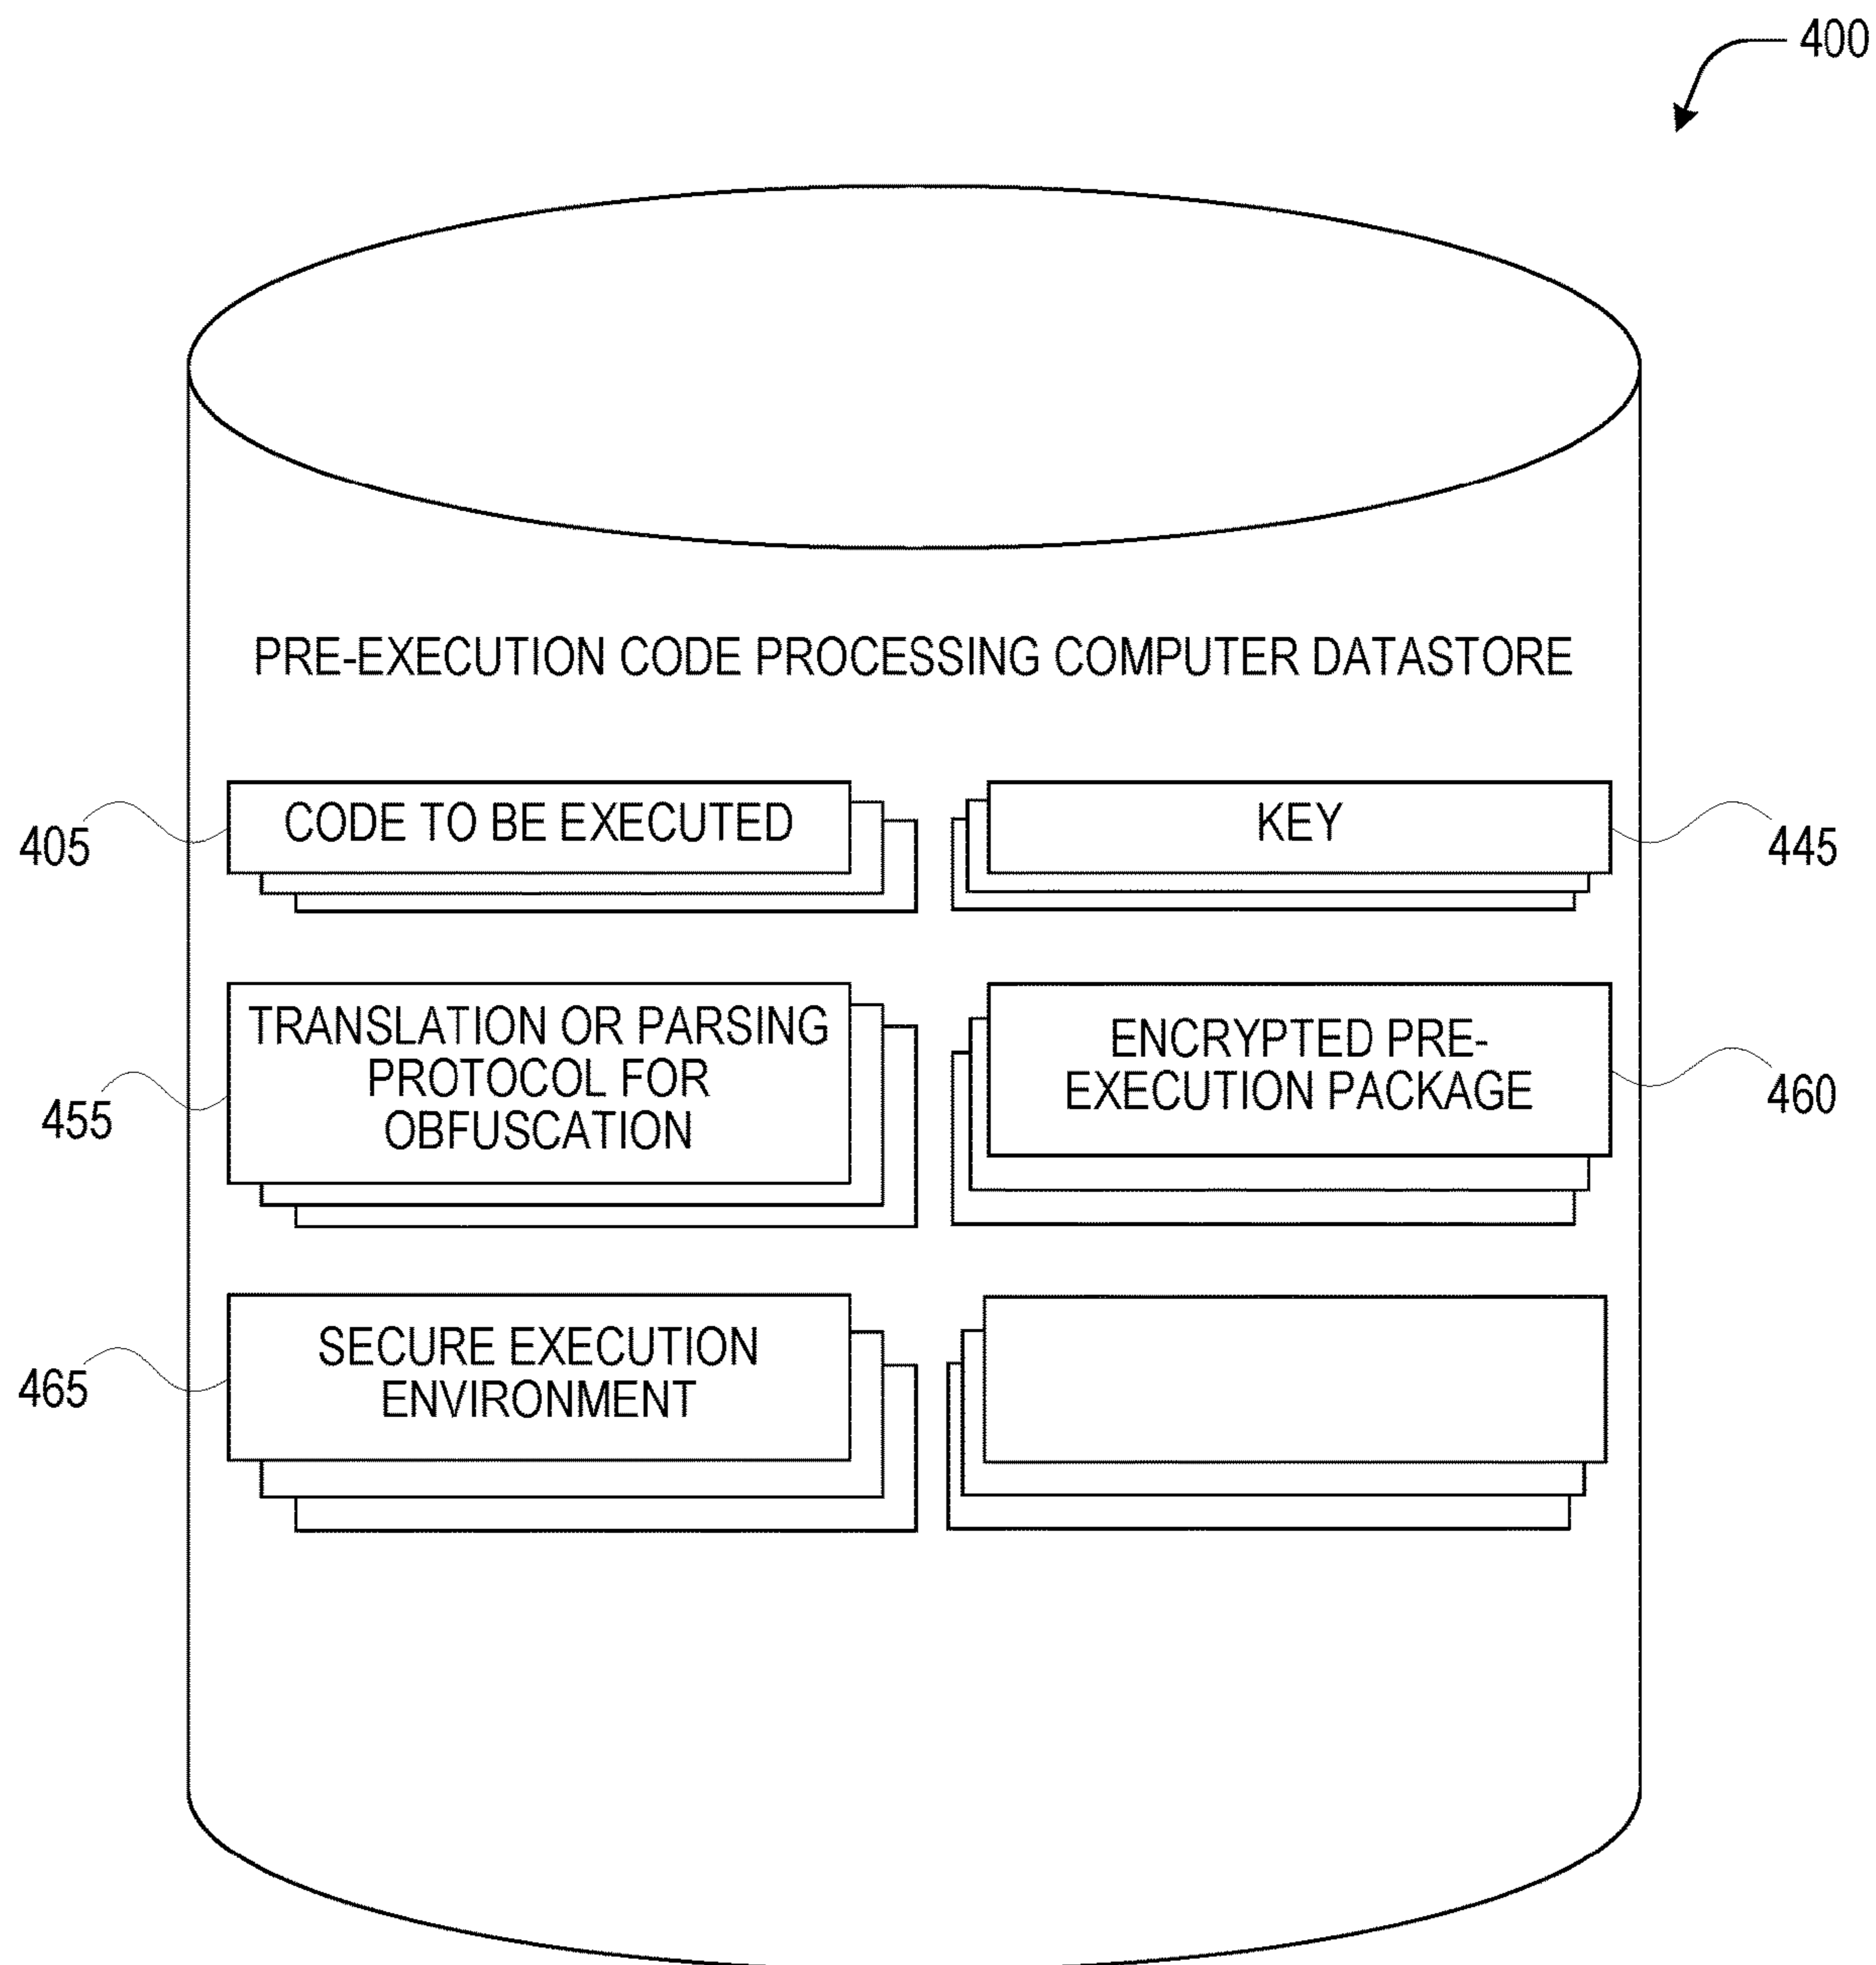 400
PRE-EXECUTION CODE PROCESSING COMPUTER DATASTORE
CODE TO BE EXECUTED
KEY
405
445
TRANSLATION OR PARSING
PROTOCOL FOR
OBFUSCATION
ENCRYPTED PRE-
EXECUTION PACKAGE
455
460
SECURE EXECUTION
ENVIRONMENT
465